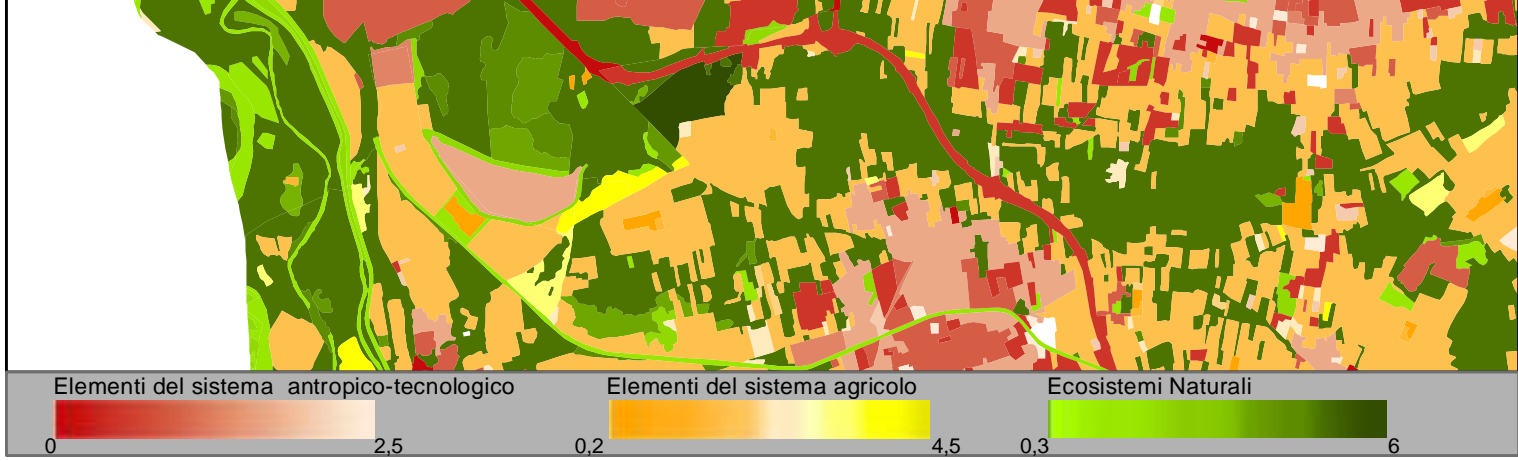 Elementi del sistema antropico-tecnologico Elementi del sistema agricolo Ecosistemi Naturali
0 2,5 0,2 4,5 0,3 6